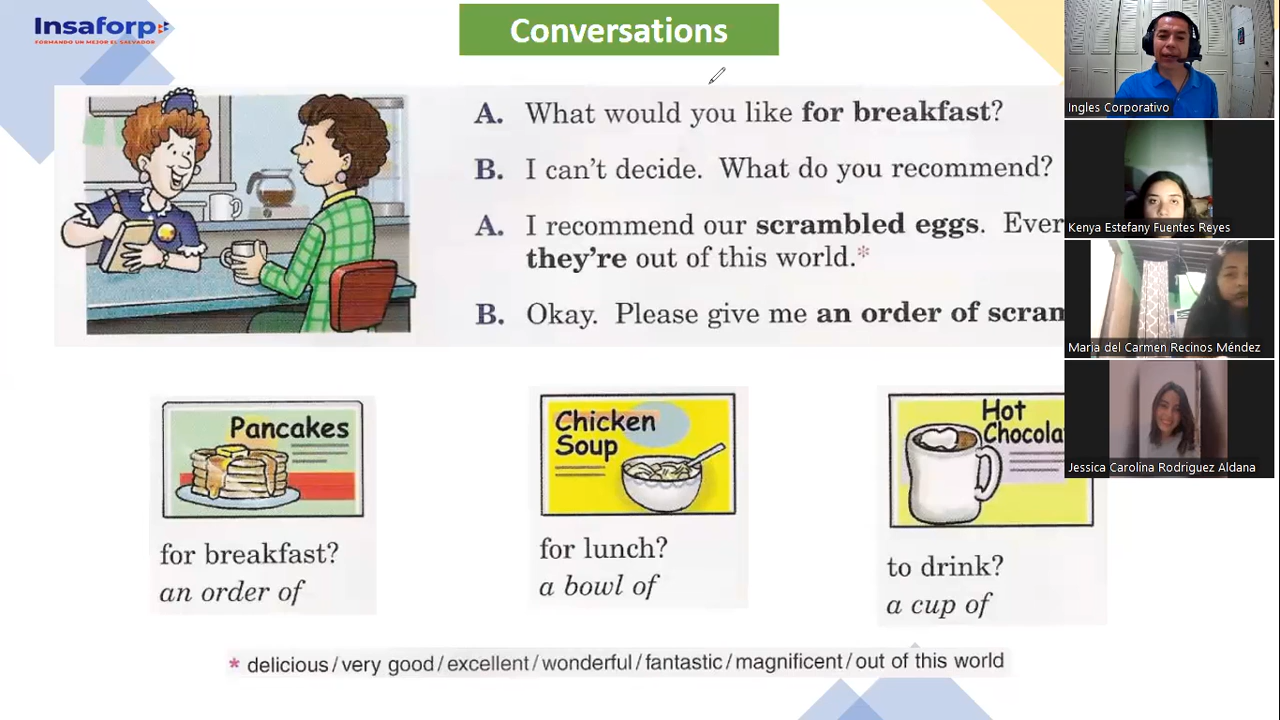 Insaforp
FORMANDO UN MEJOR EL SALVADOR
Conversations
A. What would you like for breakfast?
B. I can't decide. What do you recommend?
A. I recommend our scrambled eggs.
they're out of this world.*
B. Okay. Please give me an order of
Pancakes
for breakfast?
an order of
Chicken
Soup
for lunch?
a bowl of
Hot
to drink?
a cup of
* delicious/very good/excellent/wonderful/fantastic/magnificent/out of this world
Ingles Corporativo
Kenya Estefany Fuentes Reyes
Maria del Carmen Recinos Méndez
Jessica Carolina Rodriguez Aldana